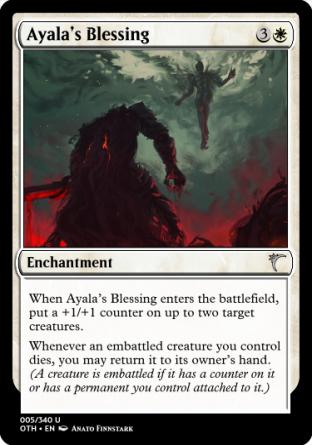 Ayala's Blessing 3
Enchantment
When Ayala's Blessing enters the battlefield,
put a +1/+1 counter on up to two target
creatures.
Whenever an embattled creature you control
dies, you may return it to its owner's hand.
(A creature is embattled if it has a counter on it
or has a permanent you control attached to it.)
005/340 U
OTH • EN Anato Finnstark